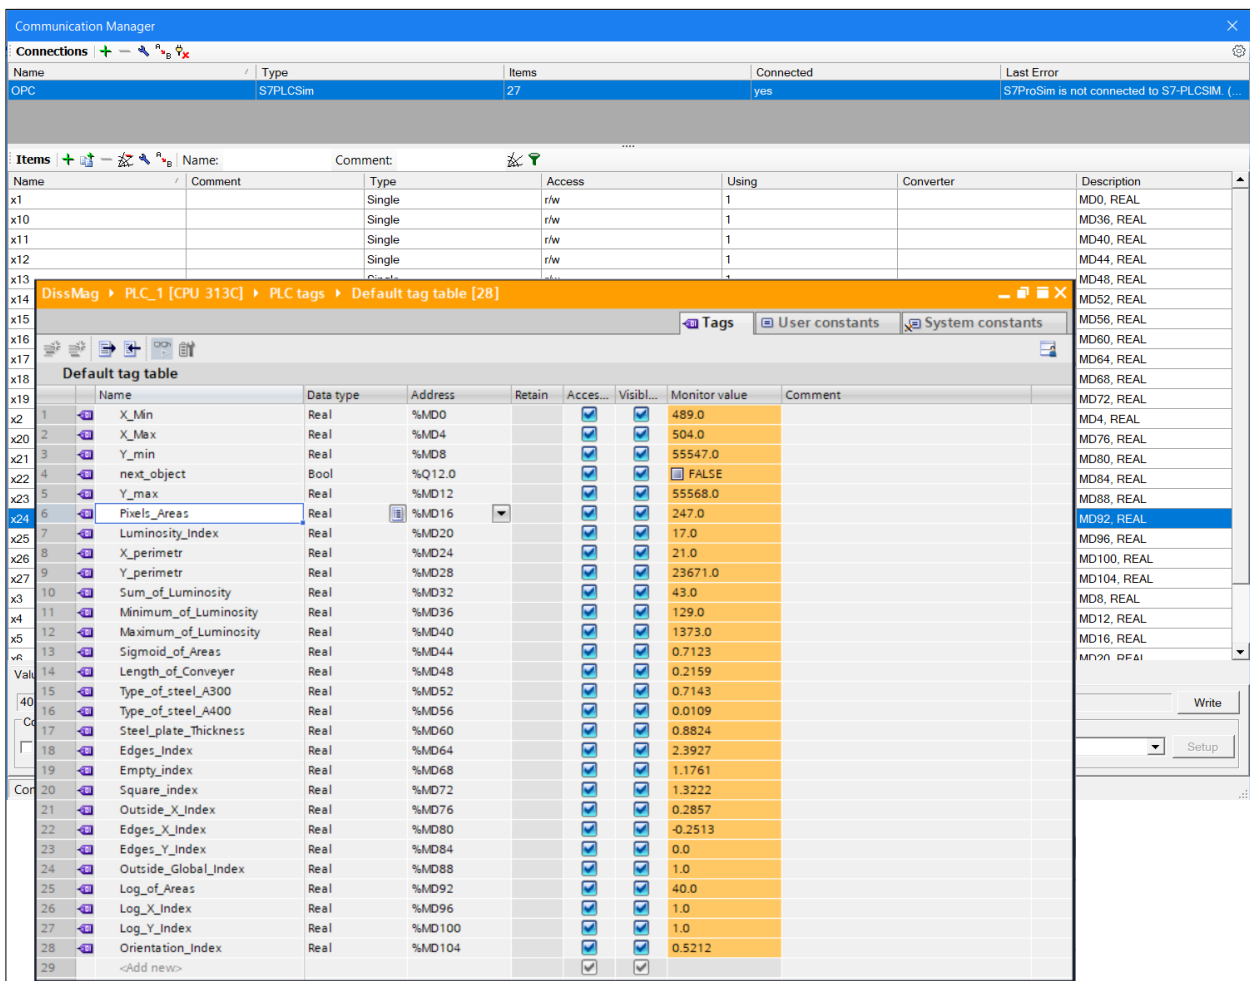 Communication Manager
Connections
Name Type Items Connected Last Error
OPC S7PLCSim 27 yes S7ProSim is not connected to S7-PLCSIM. (...
Items Name: Comment:
Name Comment Type Access Using Converter Description
x1 Single r/w 1 MD0, REAL
x10 Single r/w 1 MD36, REAL
x11 Single r/w 1 MD40, REAL
x12 Single r/w 1 MD44, REAL
x13 MD48, REAL
x14 MD52, REAL
x15 MD56, REAL
x16 MD60, REAL
x17 MD64, REAL
x18 MD68, REAL
x19 MD72, REAL
x2 MD4, REAL
x20 MD76, REAL
x21 MD80, REAL
x22 MD84, REAL
x23 MD88, REAL
x24 MD92, REAL
x25 MD96, REAL
x26 MD100, REAL
x27 MD104, REAL
x3 MD8, REAL
x4 MD12, REAL
x5 MD16, REAL
x6 MD20, REAL
40
Write
Setup
DissMag PLC_1 [CPU 313C] PLC tags Default tag table [28]
Tags User constants System constants
Default tag table
Name Data type Address Retain Acces... Visibl... Monitor value Comment
1 X_Min Real %MD0 489.0
2 X_Max Real %MD4 504.0
3 Y_min Real %MD8 55547.0
4 next_object Bool %Q12.0 FALSE
5 Y_max Real %MD12 55568.0
6 Pixels_Areas Real %MD16 247.0
7 Luminosity_Index Real %MD20 17.0
8 X_perimetr Real %MD24 21.0
9 Y_perimetr Real %MD28 23671.0
10 Sum_of_Luminosity Real %MD32 43.0
11 Minimum_of_Luminosity Real %MD36 129.0
12 Maximum_of_Luminosity Real %MD40 1373.0
13 Sigmoid_of_Areas Real %MD44 0.7123
14 Length_of_Conveyer Real %MD48 0.2159
15 Type_of_steel_A300 Real %MD52 0.7143
16 Type_of_steel_A400 Real %MD56 0.0109
17 Steel_plate_Thickness Real %MD60 0.8824
18 Edges_Index Real %MD64 2.3927
19 Empty_index Real %MD68 1.1761
20 Square_index Real %MD72 1.3222
21 Outside_X_Index Real %MD76 0.2857
22 Edges_X_Index Real %MD80 -0.2513
23 Edges_Y_Index Real %MD84 0.0
24 Outside_Global_Index Real %MD88 1.0
25 Log_of_Areas Real %MD92 40.0
26 Log_X_Index Real %MD96 1.0
27 Log_Y_Index Real %MD100 1.0
28 Orientation_Index Real %MD104 0.5212
29 <Add new>